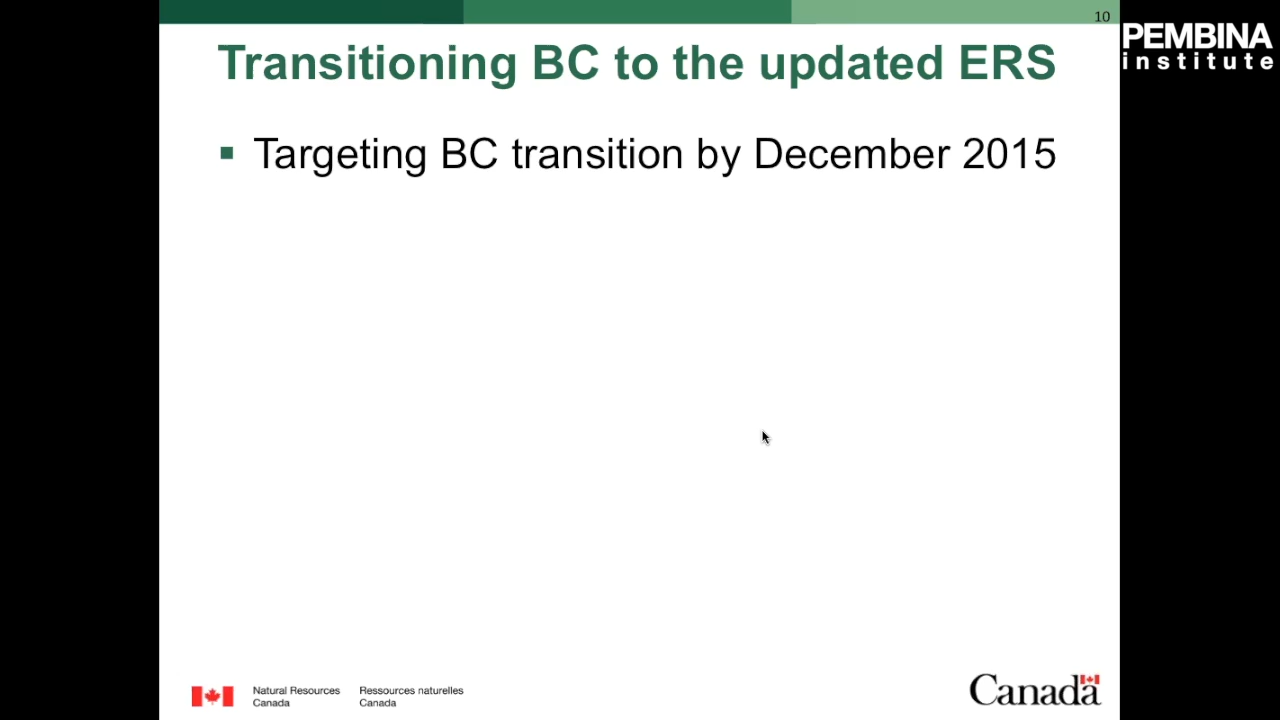 10
PEMBINA
institute
Transitioning BC to the updated ERS
▪ Targeting BC transition by December 2015
Natural Resources Canada
Ressources naturelles Canada
Canada